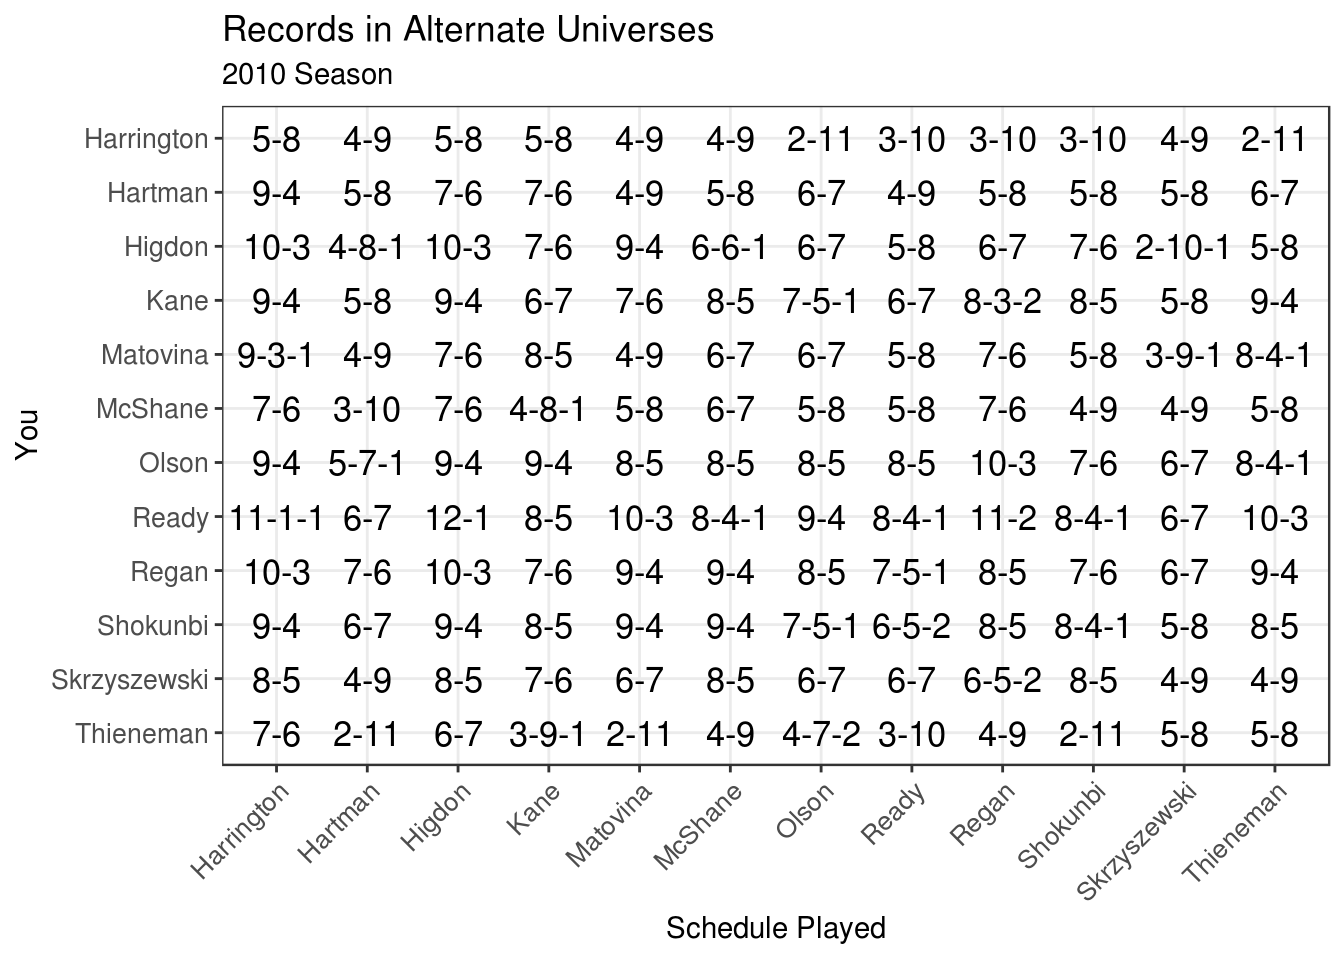 Records in Alternate Universes
2010 Season
You
Harrington 5-8 4-9 5-8 5-8 4-9 4-9 2-11 3-10 3-10 3-10 4-9 2-11
Hartman 9-4 5-8 7-6 7-6 4-9 5-8 6-7 4-9 5-8 5-8 5-8 6-7
Higdon 10-3 4-8-1 10-3 7-6 9-4 6-6-1 6-7 5-8 6-7 7-6 2-10-1 5-8
Kane 9-4 5-8 9-4 6-7 7-6 8-5 7-5-1 6-7 8-3-2 8-5 5-8 9-4
Matovina 9-3-1 4-9 7-6 8-5 4-9 6-7 6-7 5-8 7-6 5-8 3-9-1 8-4-1
McShane 7-6 3-10 7-6 4-8-1 5-8 6-7 5-8 5-8 7-6 4-9 4-9 5-8
Olson 9-4 5-7-1 9-4 9-4 8-5 8-5 8-5 8-5 10-3 7-6 6-7 8-4-1
Ready 11-1-1 6-7 12-1 8-5 10-3 8-4-1 9-4 8-4-1 11-2 8-4-1 6-7 10-3
Regan 10-3 7-6 10-3 7-6 9-4 9-4 8-5 7-5-1 8-5 7-6 6-7 9-4
Shokunbi 9-4 6-7 9-4 8-5 9-4 9-4 7-5-1 6-5-2 8-5 8-4-1 5-8 8-5
Skrzyszewski 8-5 4-9 8-5 7-6 6-7 8-5 6-7 6-7 6-5-2 8-5 4-9 4-9
Thieneman 7-6 2-11 6-7 3-9-1 2-11 4-9 4-7-2 3-10 4-9 2-11 5-8 5-8
Harrington Hartman Higdon Kane Matovina McShane Olson Ready Regan Shokunbi Skrzyszewski Thieneman
Schedule Played